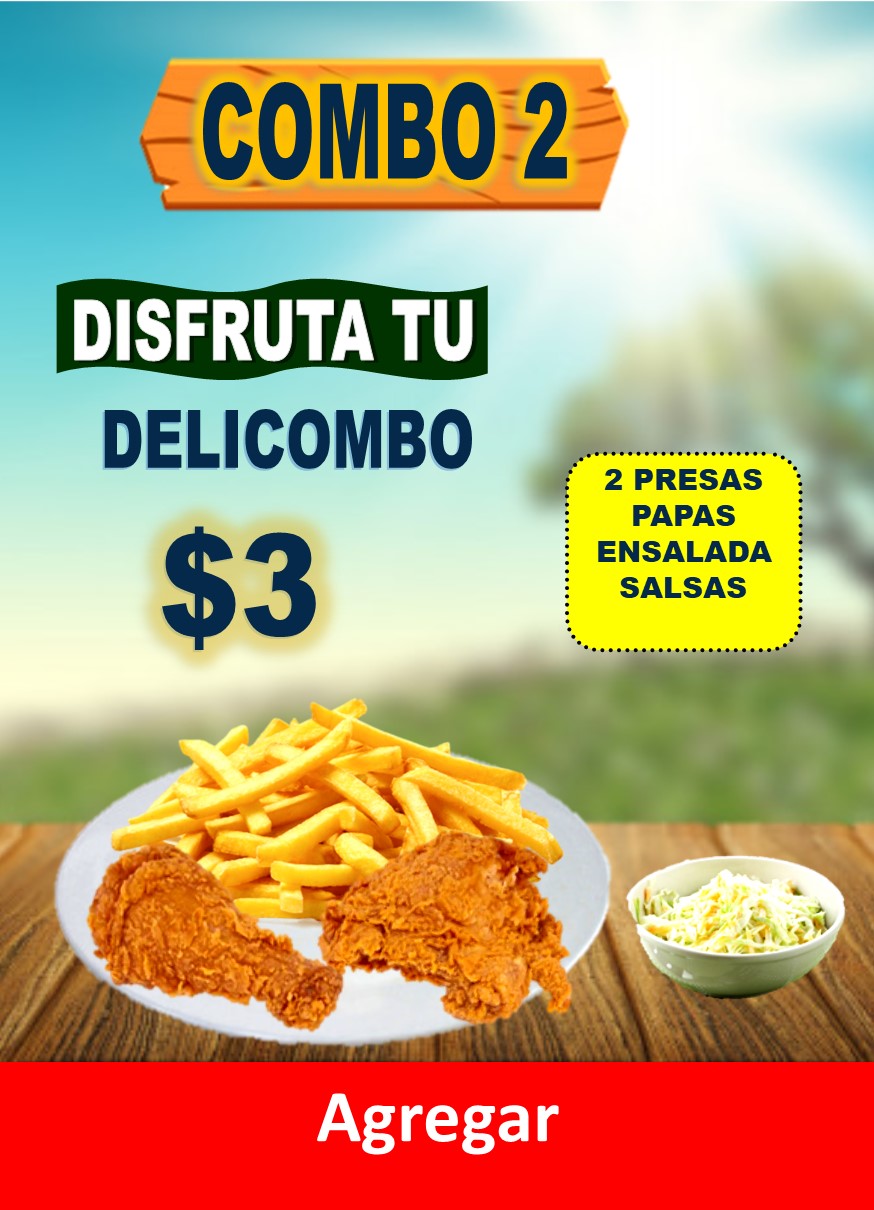 COMBO 2
DISFRUTA TU
DELICOMBO
$3
2 PRESAS
PAPAS
ENSALADA
SALSAS
Agregar